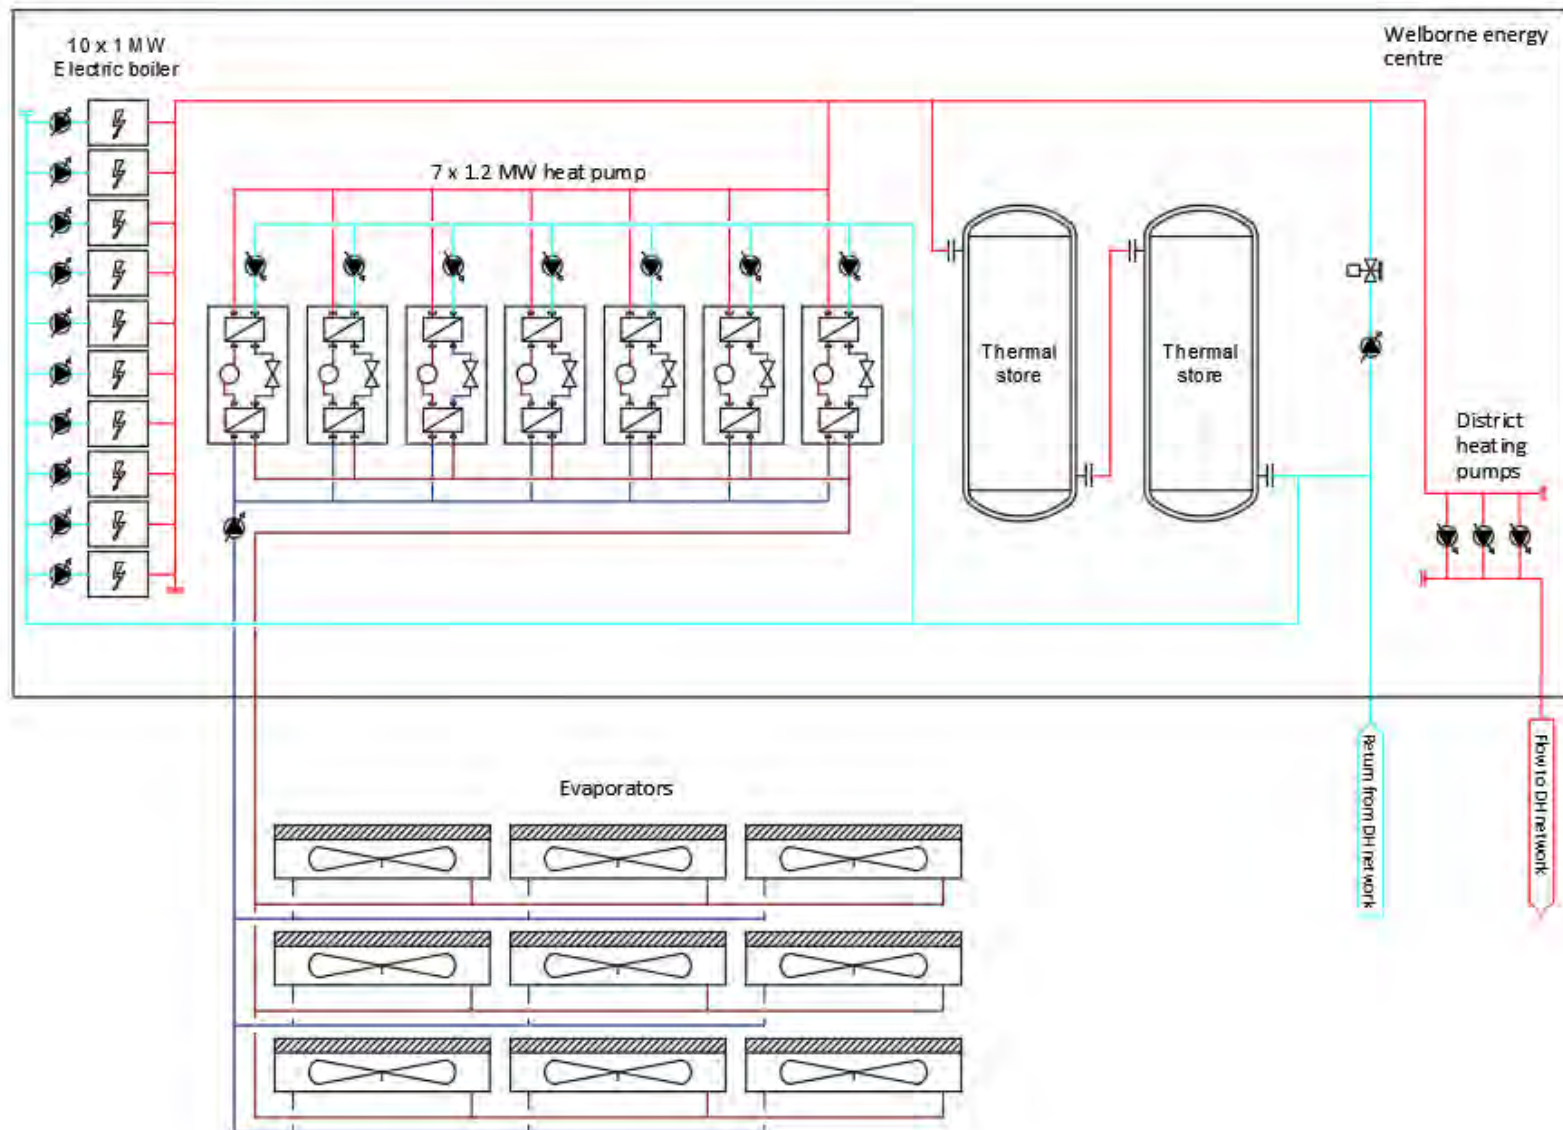 10 x 1 MW
Electric boiler
Welborne energy
centre
7 x 1.2 MW heat pump
Thermal
store
Thermal
store
District
heating
pumps
Return from DH network
Flow to DH network
Evaporators